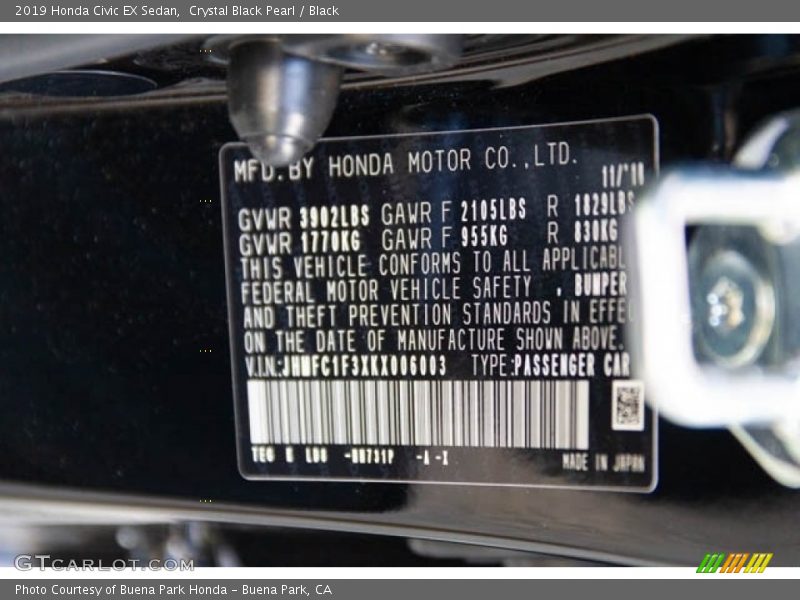 2019 Honda Civic EX Sedan, Crystal Black Pearl / Black
MFD. BY HONDA MOTOR CO., LTD.
11/'18
GVWR 3902LBS GAWR F 2105LBS R 1829LBS
GVWR 1770KG GAWR F 955KG R 830KG
THIS VEHICLE CONFORMS TO ALL APPLICABL
FEDERAL MOTOR VEHICLE SAFETY , BUMPER
AND THEFT PREVENTION STANDARDS IN EFFE
ON THE DATE OF MANUFACTURE SHOWN ABOVE.
V.I.N.:JHMFC1F3XKX006003 TYPE:PASSENGER CAR
-A -X
MADE IN JAPAN
GTCARLOT.COM
Photo Courtesy of Buena Park Honda – Buena Park, CA